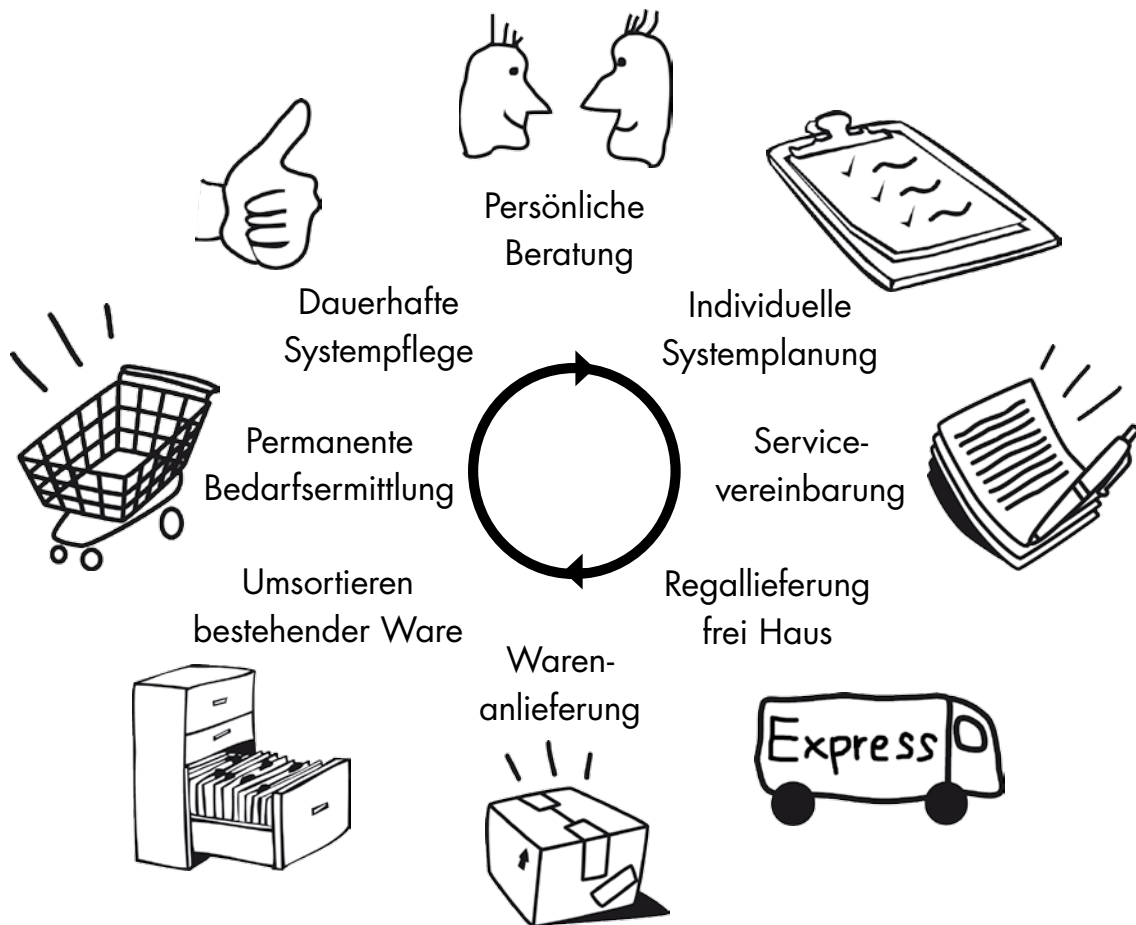 Persönliche
Beratung
Individuelle
Systemplanung
Service-
vereinbarung
Regallieferung
frei Haus
Express
Waren-
anlieferung
Umsortieren
bestehender Ware
Permanente
Bedarfsermittlung
Dauerhafte
Systempflege